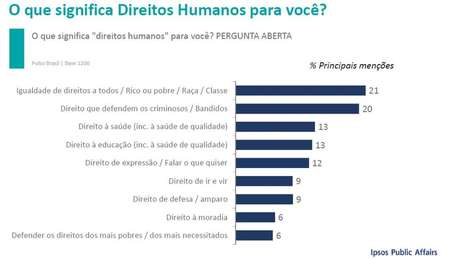 O que significa Direitos Humanos para você?
O que significa "direitos humanos" para você? PERGUNTA ABERTA
Pulso Brasil | Base 1200
% Principais menções
Igualdade de direitos a todos / Rico ou pobre / Raça / Classe 21
Direito que defendem os criminosos / Bandidos 20
Direito à saúde (inc. à saúde de qualidade) 13
Direito à educação (inc. à saúde de qualidade) 13
Direito de expressão / Falar o que quiser 12
Direito de ir e vir 9
Direito de defesa / amparo 9
Direito à moradia 6
Defender os direitos dos mais pobres / dos mais necessitados 6
Ipsos Public Affairs